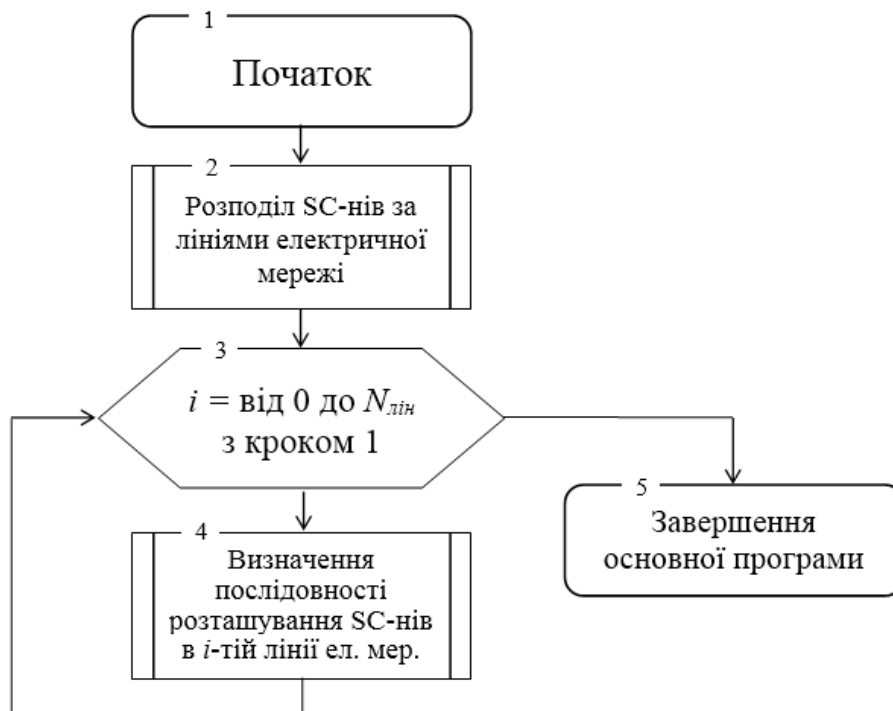 1
Початок
2
Розподіл SC-нів за
лініями електричної
мережі
3
i = від 0 до Nлін
з кроком 1
4
Визначення
послідовності
розташування SC-нів
в i-тій лінії ел. мер.
5
Завершення
основної програми